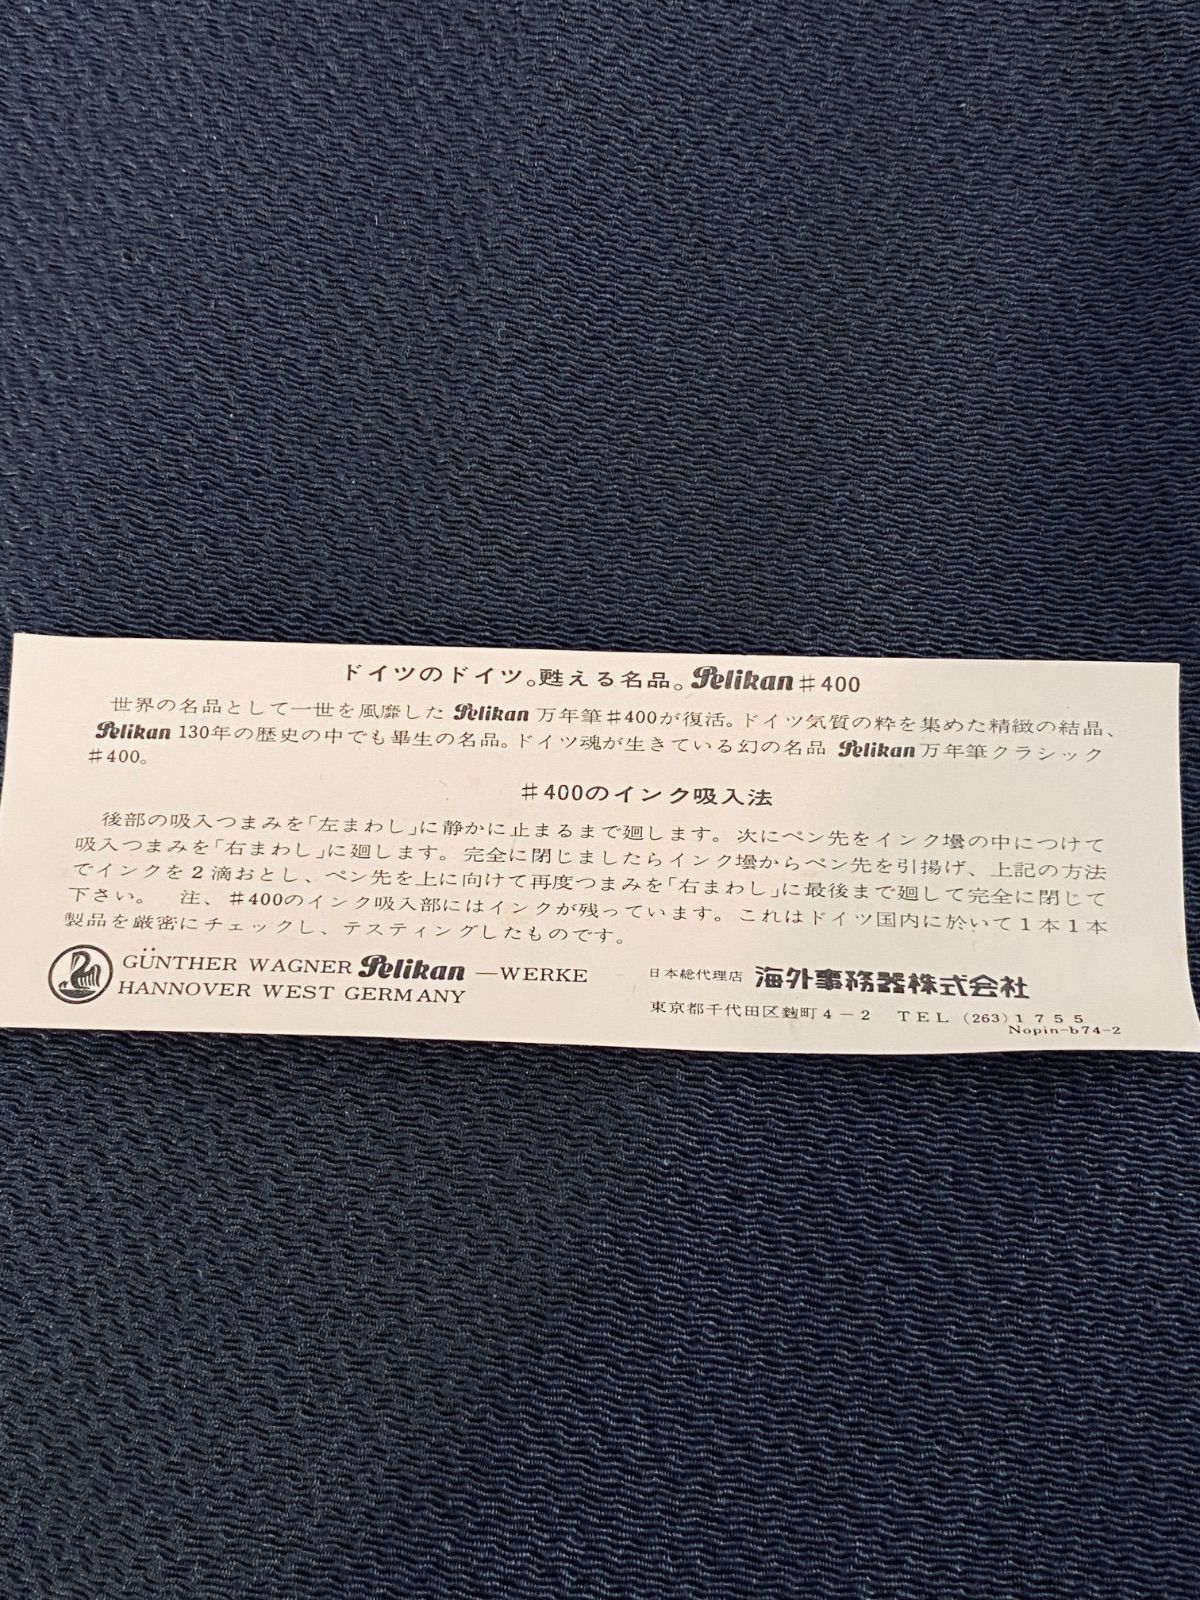 ドイツのドイツ。甦える名品。Pelikan #400
世界の名品として一世を風靡した Pelikan 万年筆#400が復活。ドイツ気質の粋を集めた精緻の結晶、
Pelikan 130年の歴史の中でも畢生の名品。ドイツ魂が生きている幻の名品 Pelikan 万年筆クラシック
#400。
#400のインク吸入法
後部の吸入つまみを「左まわし」に静かに止まるまで廻します。次にペン先をインク壜の中につけて
吸入つまみを「右まわし」に廻します。完全に閉じましたらインク壜からペン先を引揚げ、上記の方法
でインクを2滴おとし、ペン先を上に向けて再度つまみを「右まわし」に最後まで廻して完全に閉じて
下さい。 注、#400のインク吸入部にはインクが残っています。これはドイツ国内に於いて1本1本
製品を厳密にチェックし、テスティングしたものです。
GÜNTHER WAGNER Pelikan —WERKE
HANNOVER WEST GERMANY
日本総代理店 海外事務器株式会社
東京都千代田区麴町4-2 TEL (263) 1755
Nopin-b74-2